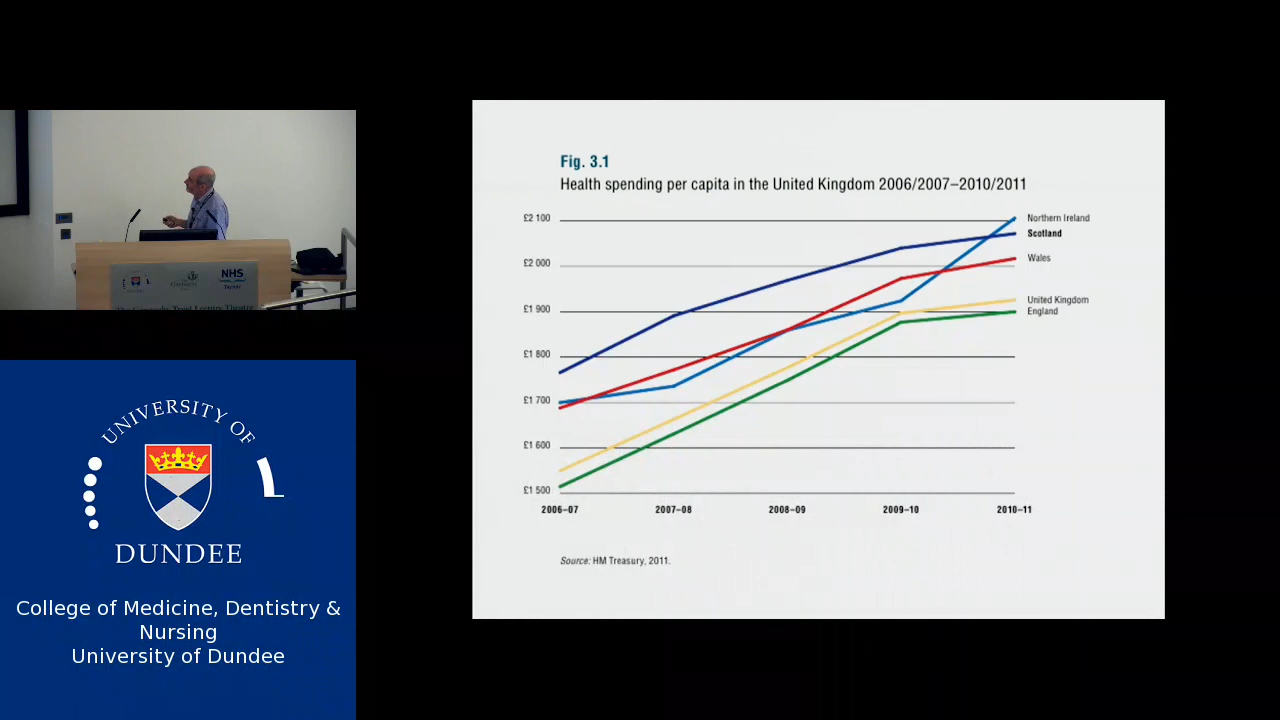 Fig. 3.1
Health spending per capita in the United Kingdom 2006/2007–2010/2011
£2 100
£2 000
£1 900
£1 800
£1 700
£1 600
£1 500
Northern Ireland
Scotland
Wales
United Kingdom
England
2006–07
2007–08
2008–09
2009–10
2010–11
Source: HM Treasury, 2011.
NHS
UNIVERSITY OF
DUNDEE
College of Medicine, Dentistry &
Nursing
University of Dundee